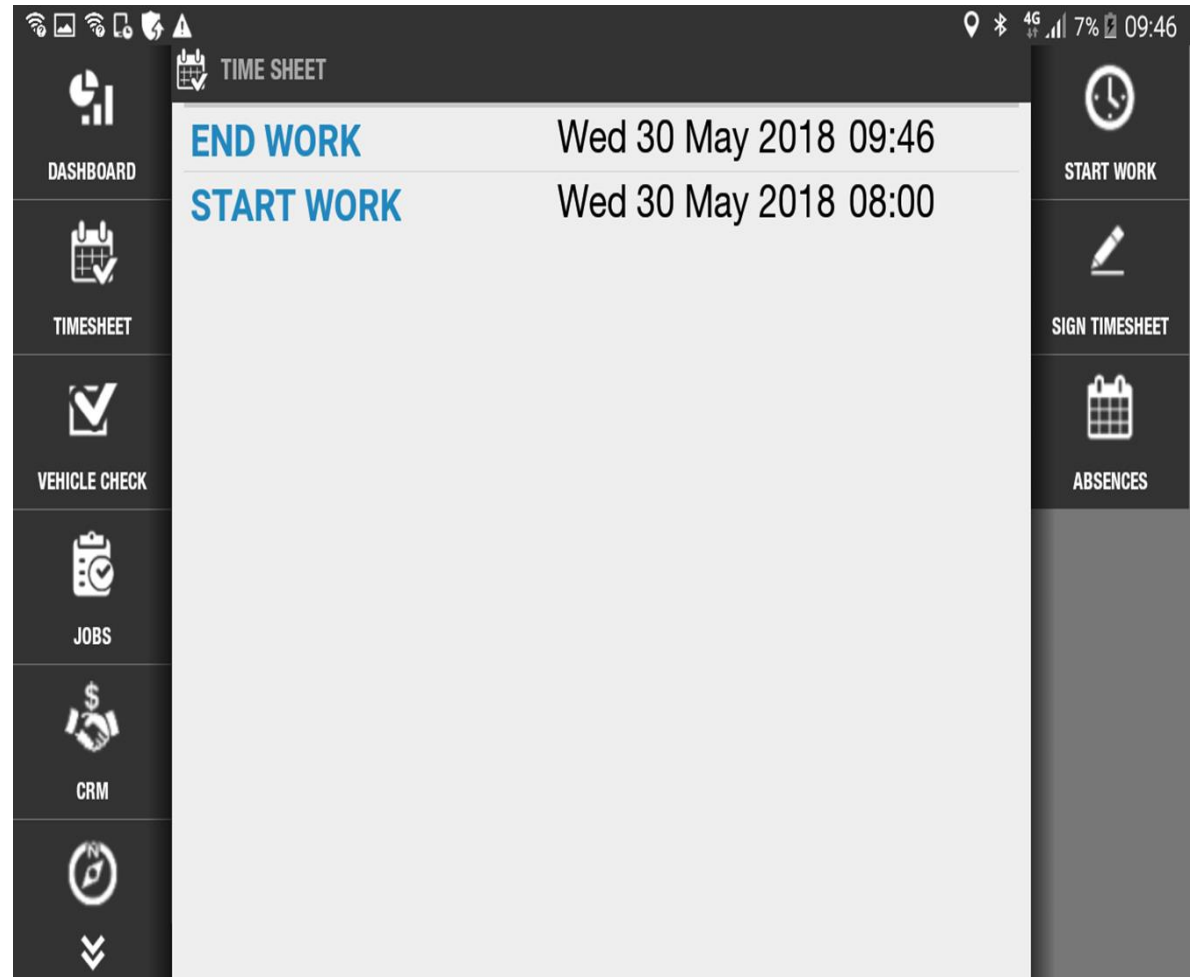 4G 7% 09:46
TIME SHEET
END WORK Wed 30 May 2018 09:46
START WORK Wed 30 May 2018 08:00
DASHBOARD
TIMESHEET
VEHICLE CHECK
JOBS
$
CRM
N
START WORK
SIGN TIMESHEET
ABSENCES